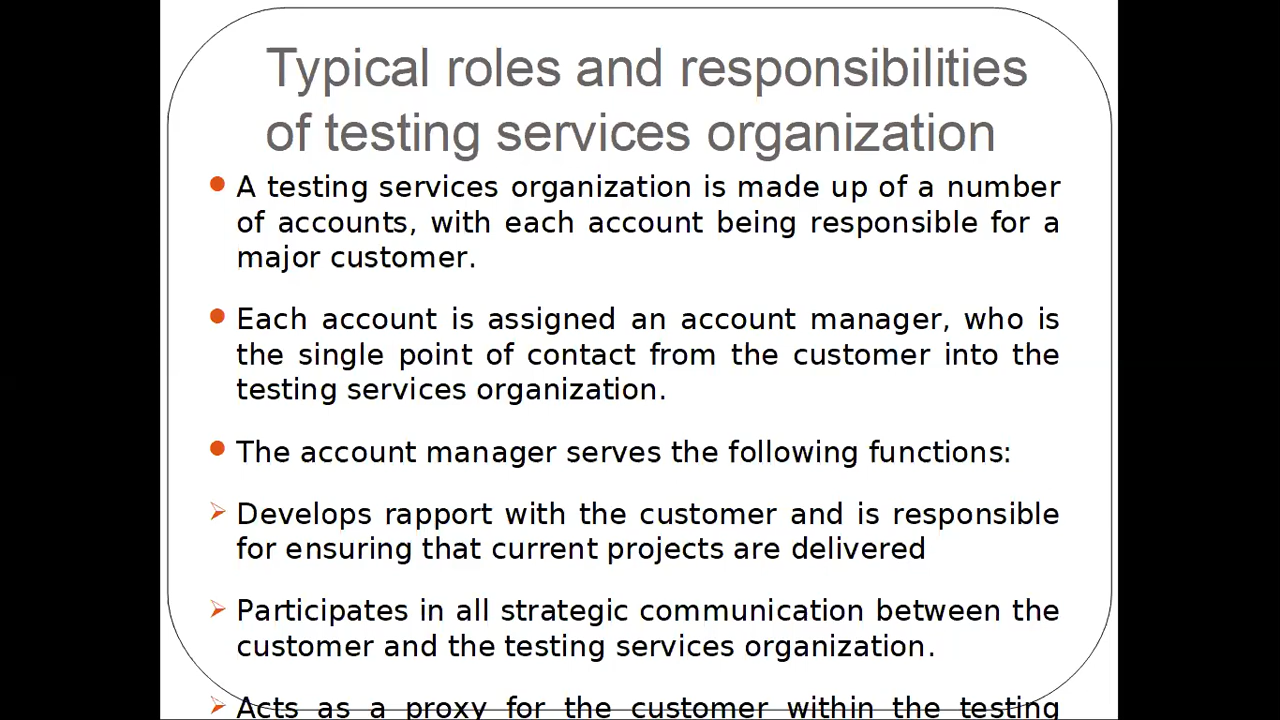 Typical roles and responsibilities
of testing services organization
A testing services organization is made up of a number
of accounts, with each account being responsible for a
major customer.
Each account is assigned an account manager, who is
the single point of contact from the customer into the
testing services organization.
The account manager serves the following functions:
Develops rapport with the customer and is responsible
for ensuring that current projects are delivered
Participates in all strategic communication between the
customer and the testing services organization.
Acts as a proxy for the customer within the testing